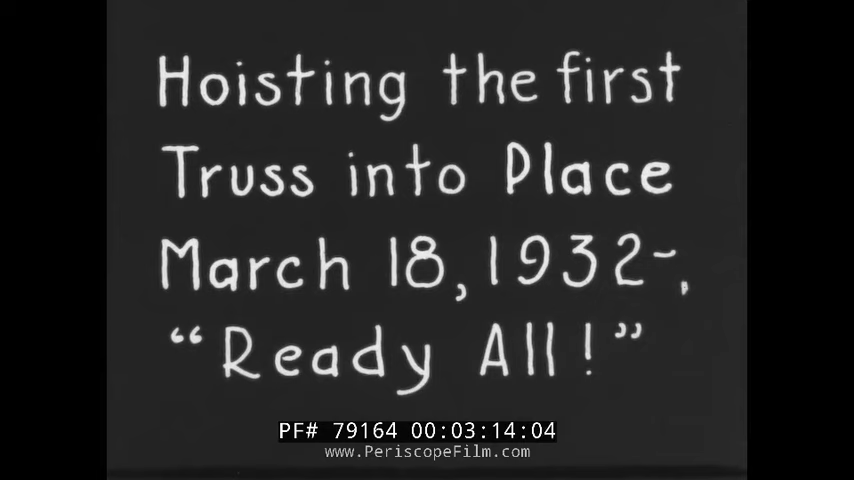 Hoisting the first
Truss into Place
March 18, 1932-.
“Ready All!”
PF# 79164 00:03:14:04
www.PeriscopeFilm.com